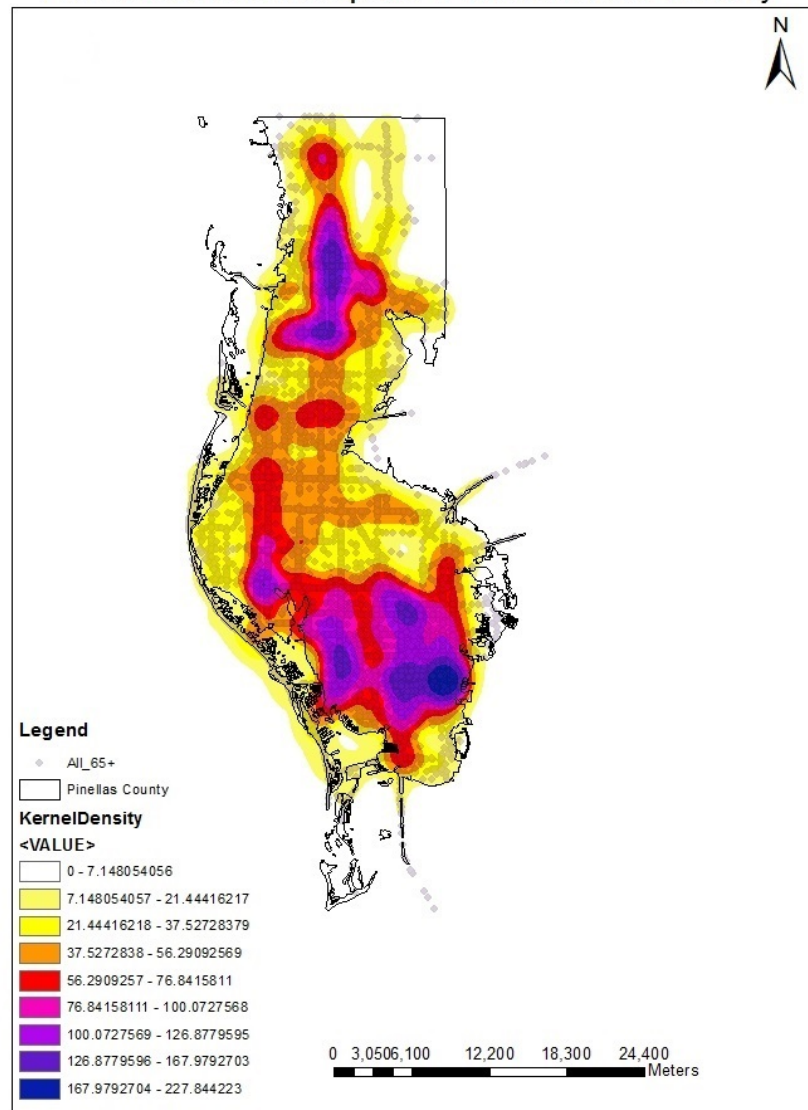 N
Legend
All_65+
Pinellas County
KernelDensity
<VALUE>
0 - 7.148054056
7.148054057 - 21.44416217
21.44416218 - 37.52728379
37.5272838 - 56.29092569
56.2909257 - 76.8415811
76.84158111 - 100.0727568
100.0727569 - 126.8779595
126.8779596 - 167.9792703
167.9792704 - 227.844223
0 3,0506,100 12,200 18,300 24,400
Meters